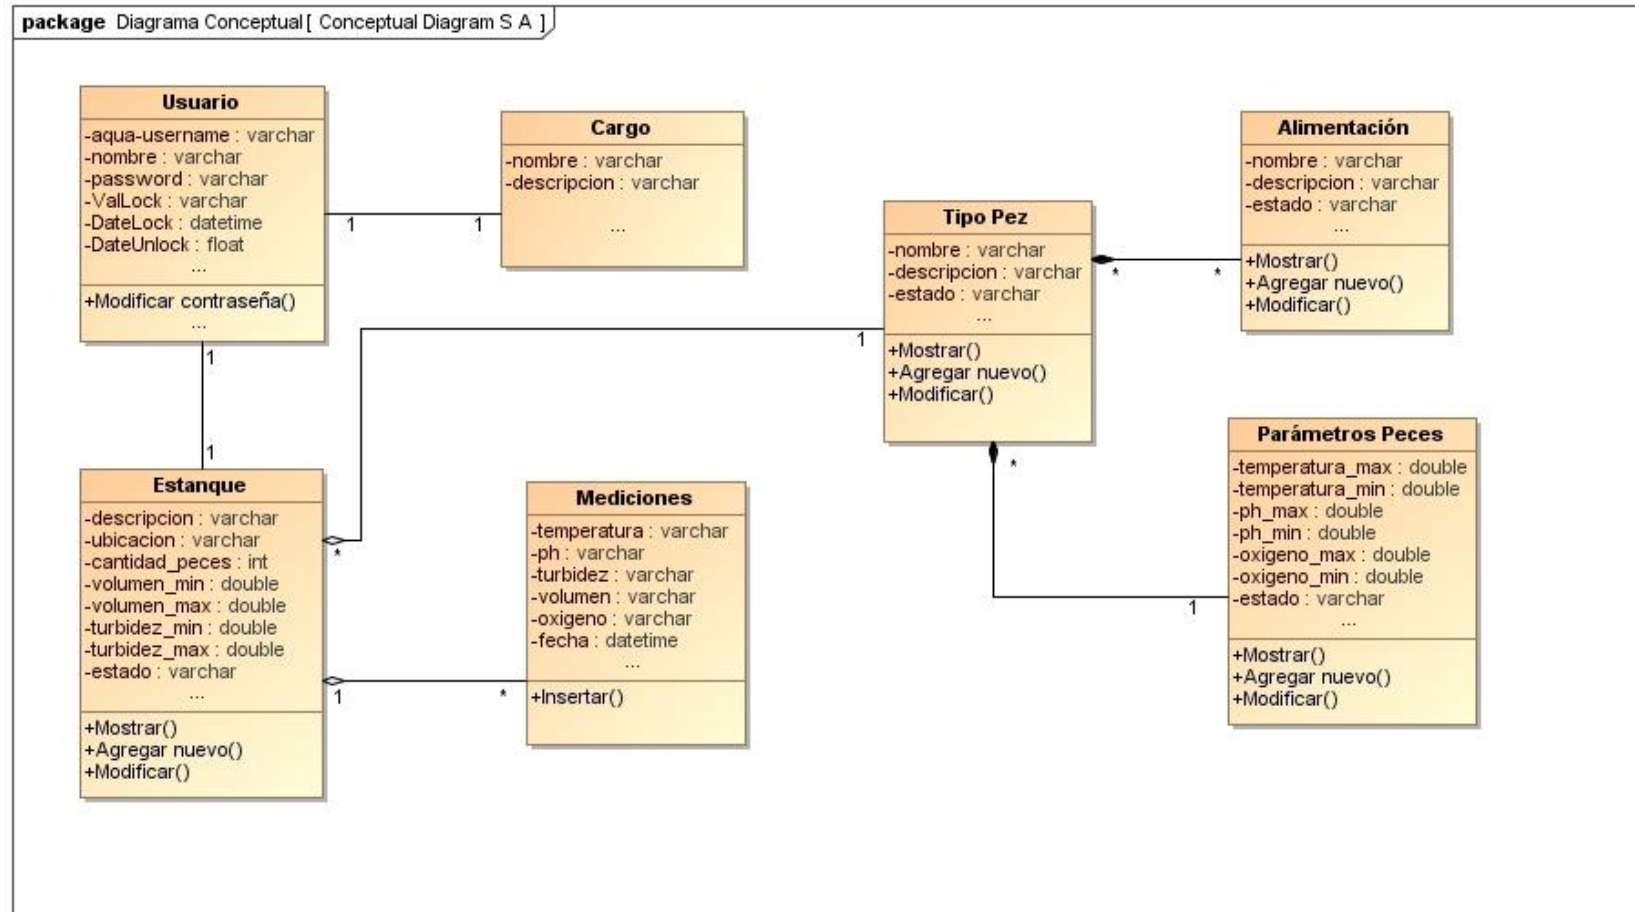 package Diagrama Conceptual [ Conceptual Diagram S A ]
Usuario
-aqua-username : varchar
-nombre : varchar
-password : varchar
-ValLock : varchar
-DateLock : datetime
-DateUnlock : float
...
+Modificar contraseña()
...
1
1
Cargo
-nombre : varchar
-descripcion : varchar
...
1
1
Tipo Pez
-nombre : varchar
-descripcion : varchar
-estado : varchar
...
+Mostrar()
+Agregar nuevo()
+Modificar()
*
*
1
*
Alimentación
-nombre : varchar
-descripcion : varchar
-estado : varchar
...
+Mostrar()
+Agregar nuevo()
+Modificar()
Estanque
-descripcion : varchar
-ubicacion : varchar
-cantidad_peces : int
-volumen_min : double
-volumen_max : double
-turbidez_min : double
-turbidez_max : double
-estado : varchar
...
+Mostrar()
+Agregar nuevo()
+Modificar()
*
1
*
Mediciones
-temperatura : varchar
-ph : varchar
-turbidez : varchar
-volumen : varchar
-oxigeno : varchar
-fecha : datetime
...
+Insertar()
Parámetros Peces
-temperatura_max : double
-temperatura_min : double
-ph_max : double
-ph_min : double
-oxigeno_max : double
-oxigeno_min : double
-estado : varchar
...
+Mostrar()
+Agregar nuevo()
+Modificar()
1